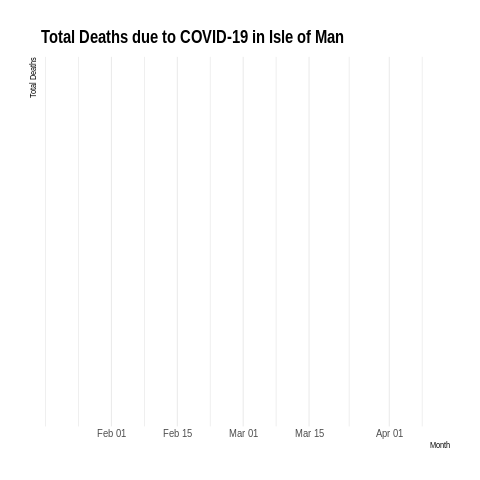 Total Deaths due to COVID-19 in Isle of Man
Total Deaths
Feb 01
Feb 15
Mar 01
Mar 15
Apr 01
Month